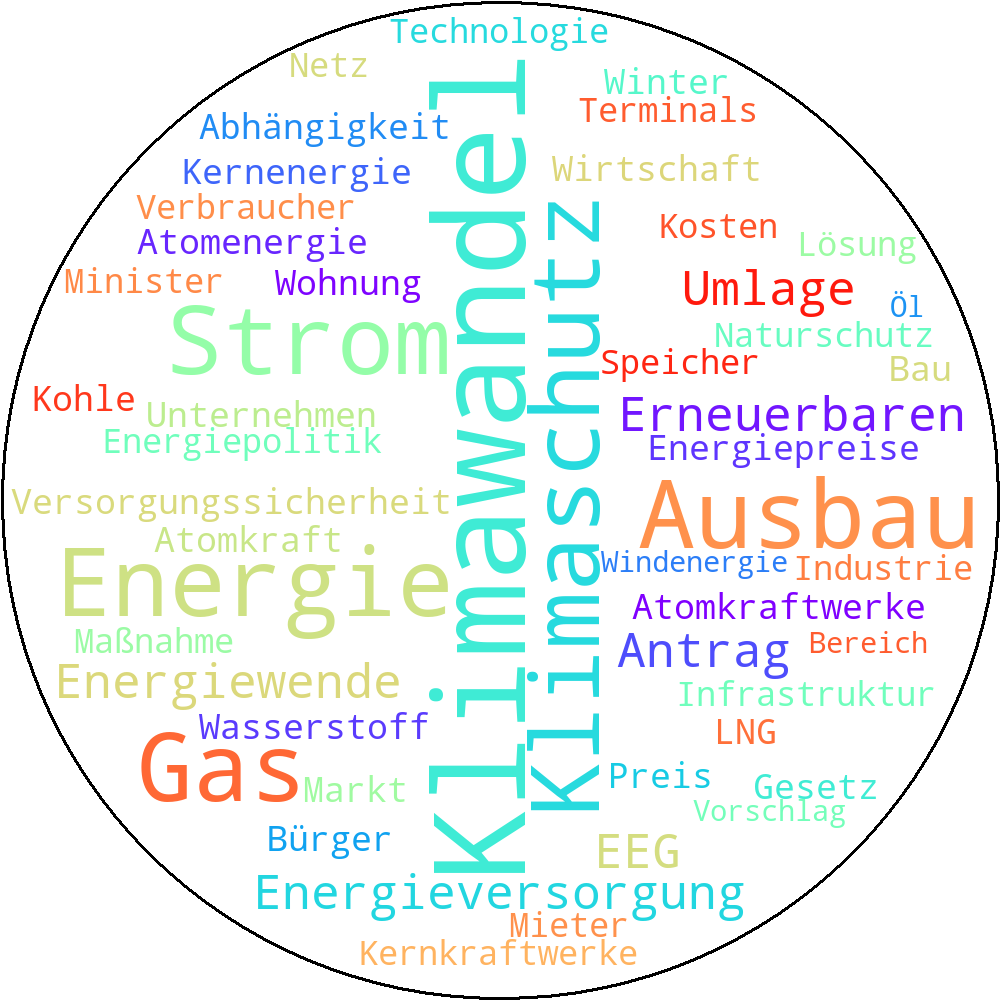 Technologie
Netz
Winter
Terminals
Abhängigkeit
Wirtschaft
Kernenergie
Verbraucher
Kosten
Atomenergie
Lösung
Minister
Wohnung
Umlage
Öl
Strom
Naturschutz
Speicher
Bau
Klimawandel
Klimaschutz
Kohle
Unternehmen
Erneuerbaren
Energiepolitik
Energiepreise
Versorgungssicherheit
Ausbau
Atomkraft
Windenergie
Industrie
Energie
Atomkraftwerke
Maßnahme
Antrag
Bereich
Energiewende
Infrastruktur
Wasserstoff
LNG
Gas
Markt
Preis
Gesetz
Vorschlag
Bürger
EEG
Energieversorgung
Mieter
Kernkraftwerke